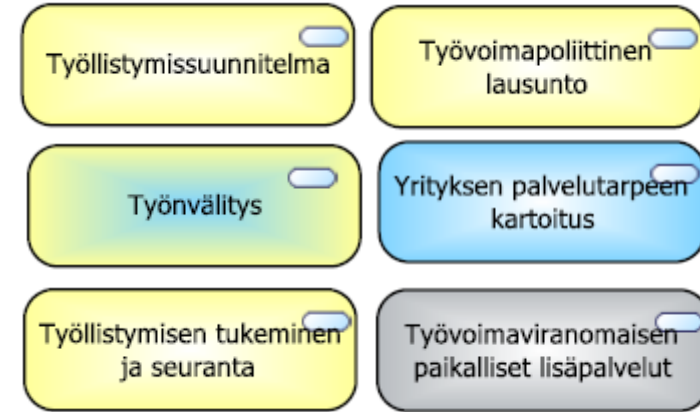 Työllistymissuunnitelma
Työvoimapoliittinen
lausunto
Työnvälitys
Yrityksen palvelutarpeen
kartoitus
Työllistymisen tukeminen
ja seuranta
Työvoimaviranomaisen
paikalliset lisäpalvelut